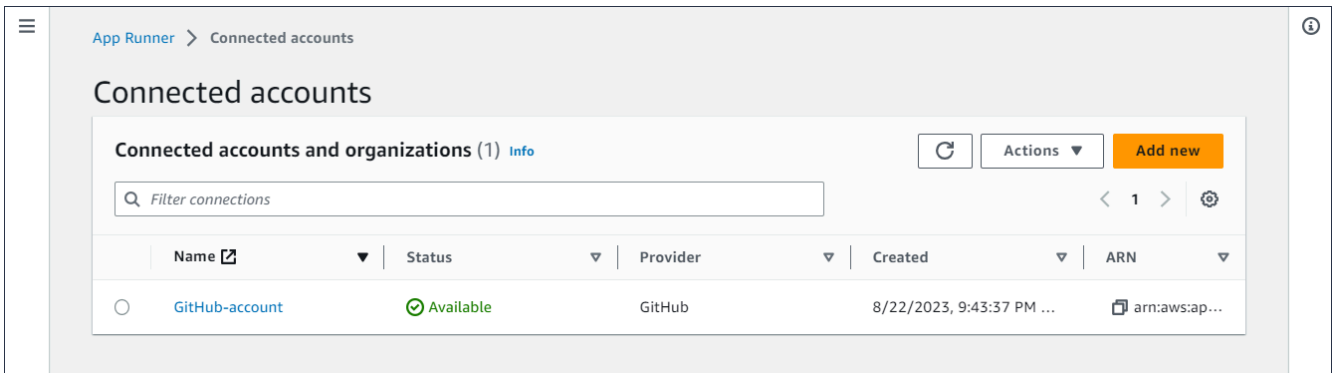 App Runner > Connected accounts
Connected accounts
Connected accounts and organizations (1) Info
Actions Add new
Filter connections
1
Name Status Provider Created ARN
GitHub-account Available GitHub 8/22/2023, 9:43:37 PM ... arn:aws:ap...